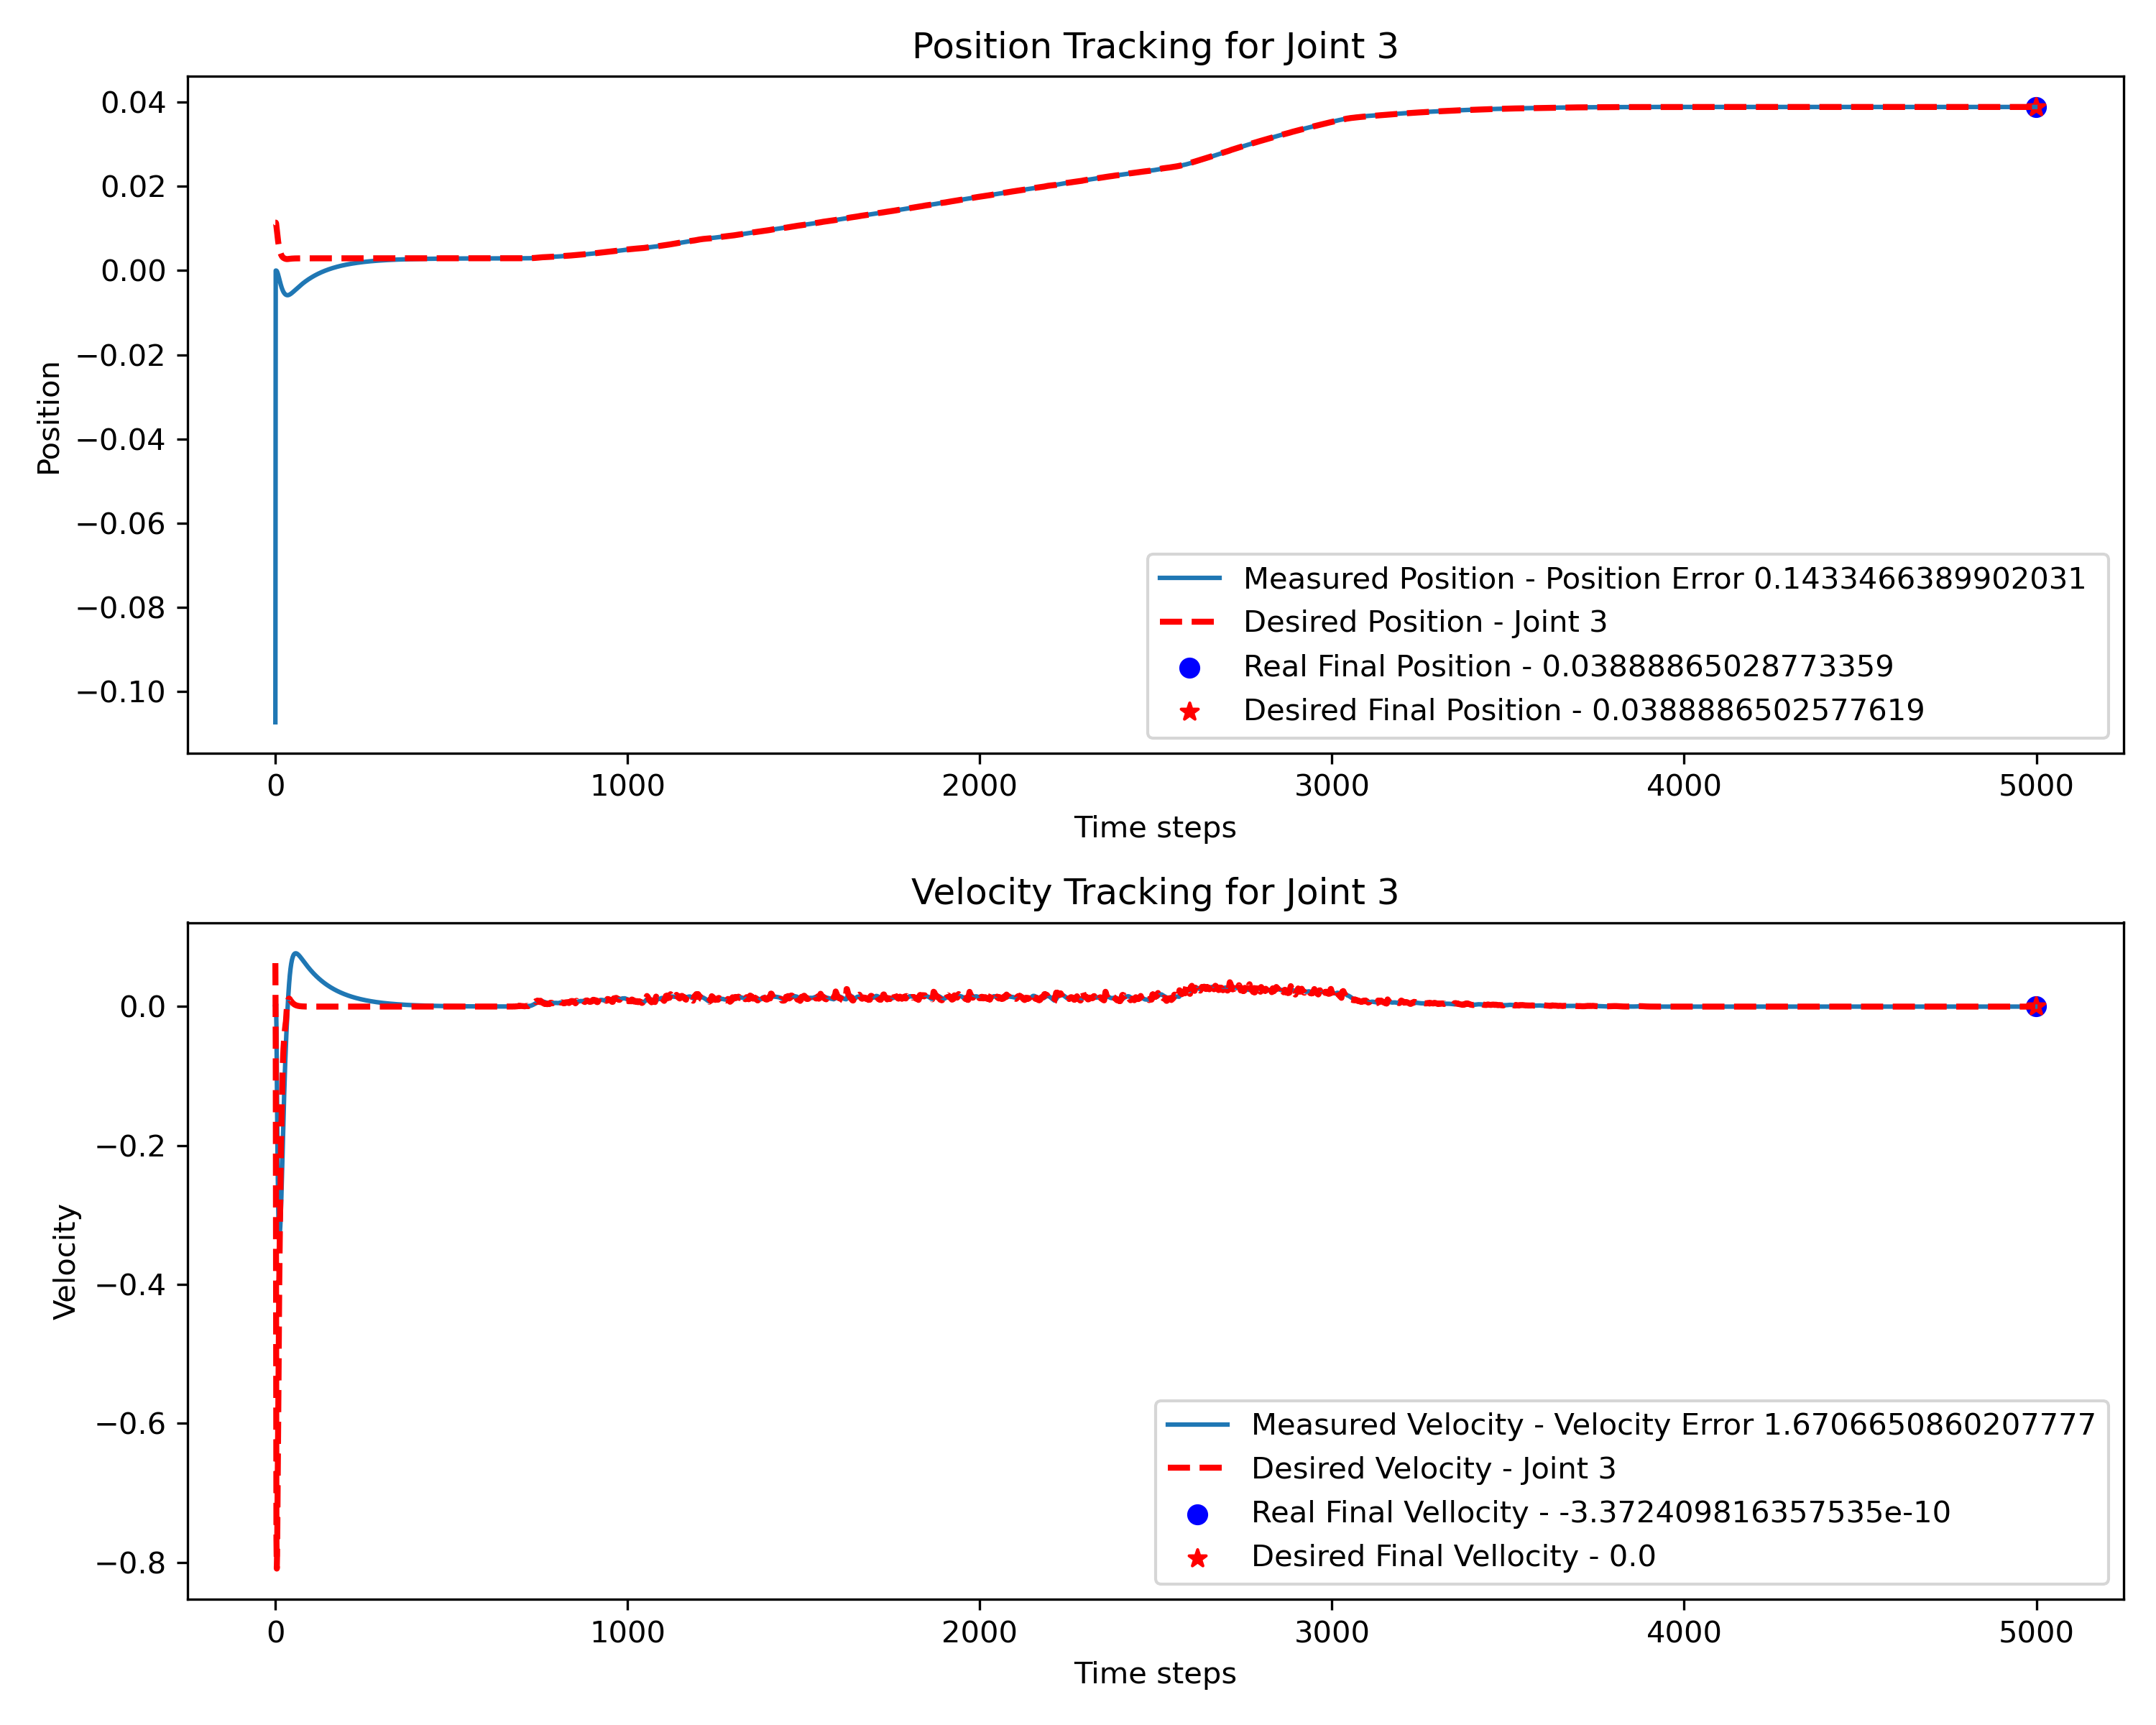 Position Tracking for Joint 3
0.04
0.02
0.00
−0.02
−0.04
−0.06
−0.08
−0.10
Position
Measured Position - Position Error 0.1433466389902031
Desired Position - Joint 3
Real Final Position - 0.03888865028773359
Desired Final Position - 0.0388886502577619
0 1000 2000 3000 4000 5000
Time steps
Velocity Tracking for Joint 3
0.0
−0.2
−0.4
−0.6
−0.8
Velocity
Measured Velocity - Velocity Error 1.6706650860207777
Desired Velocity - Joint 3
Real Final Vellocity - -3.372409816357535e-10
Desired Final Vellocity - 0.0
0 1000 2000 3000 4000 5000
Time steps